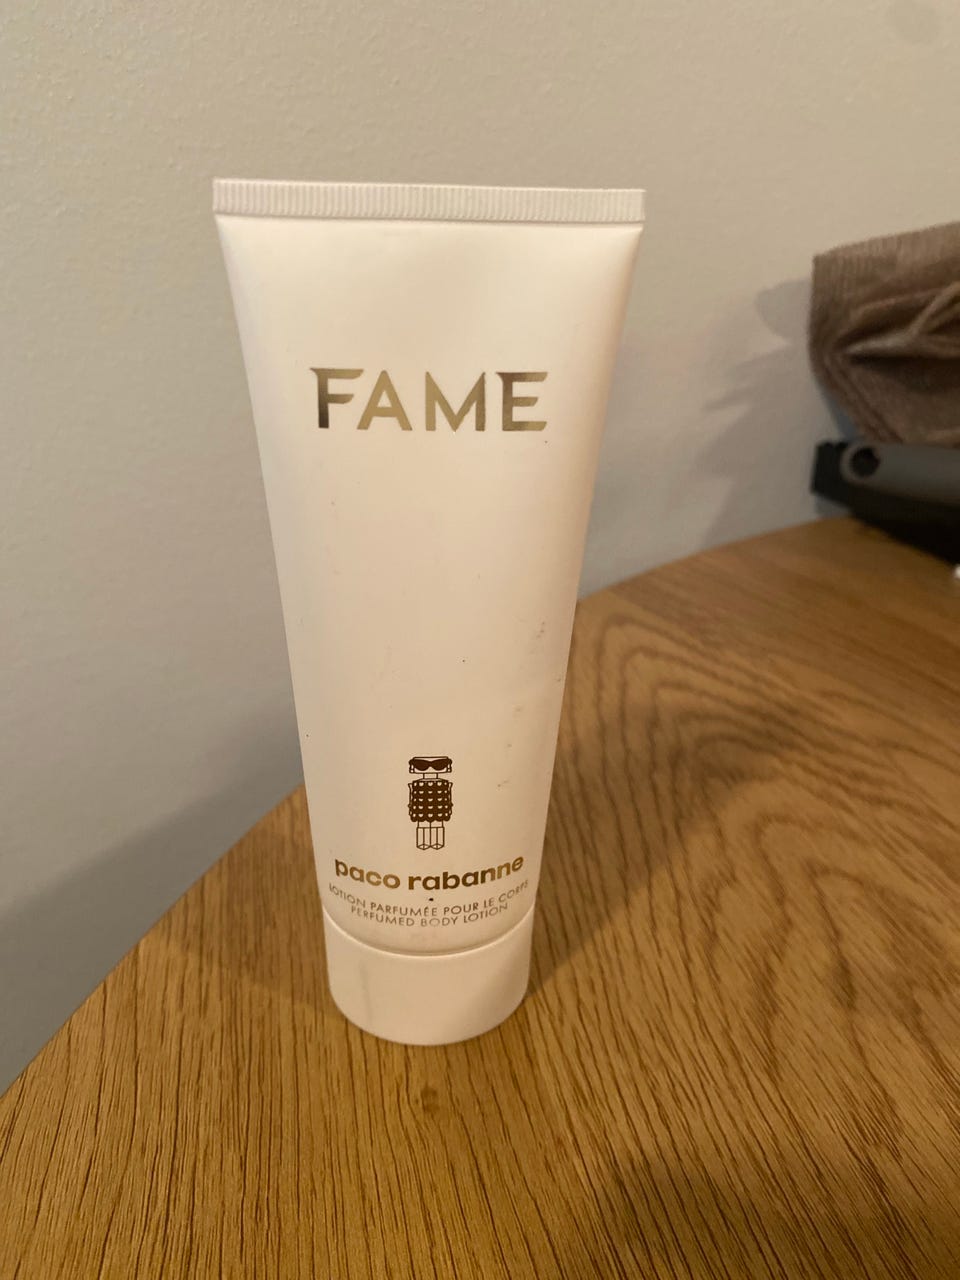 FAME
paco rabanne
LOTION PARFUMÉE POUR LE CORPS
PERFUMED BODY LOTION